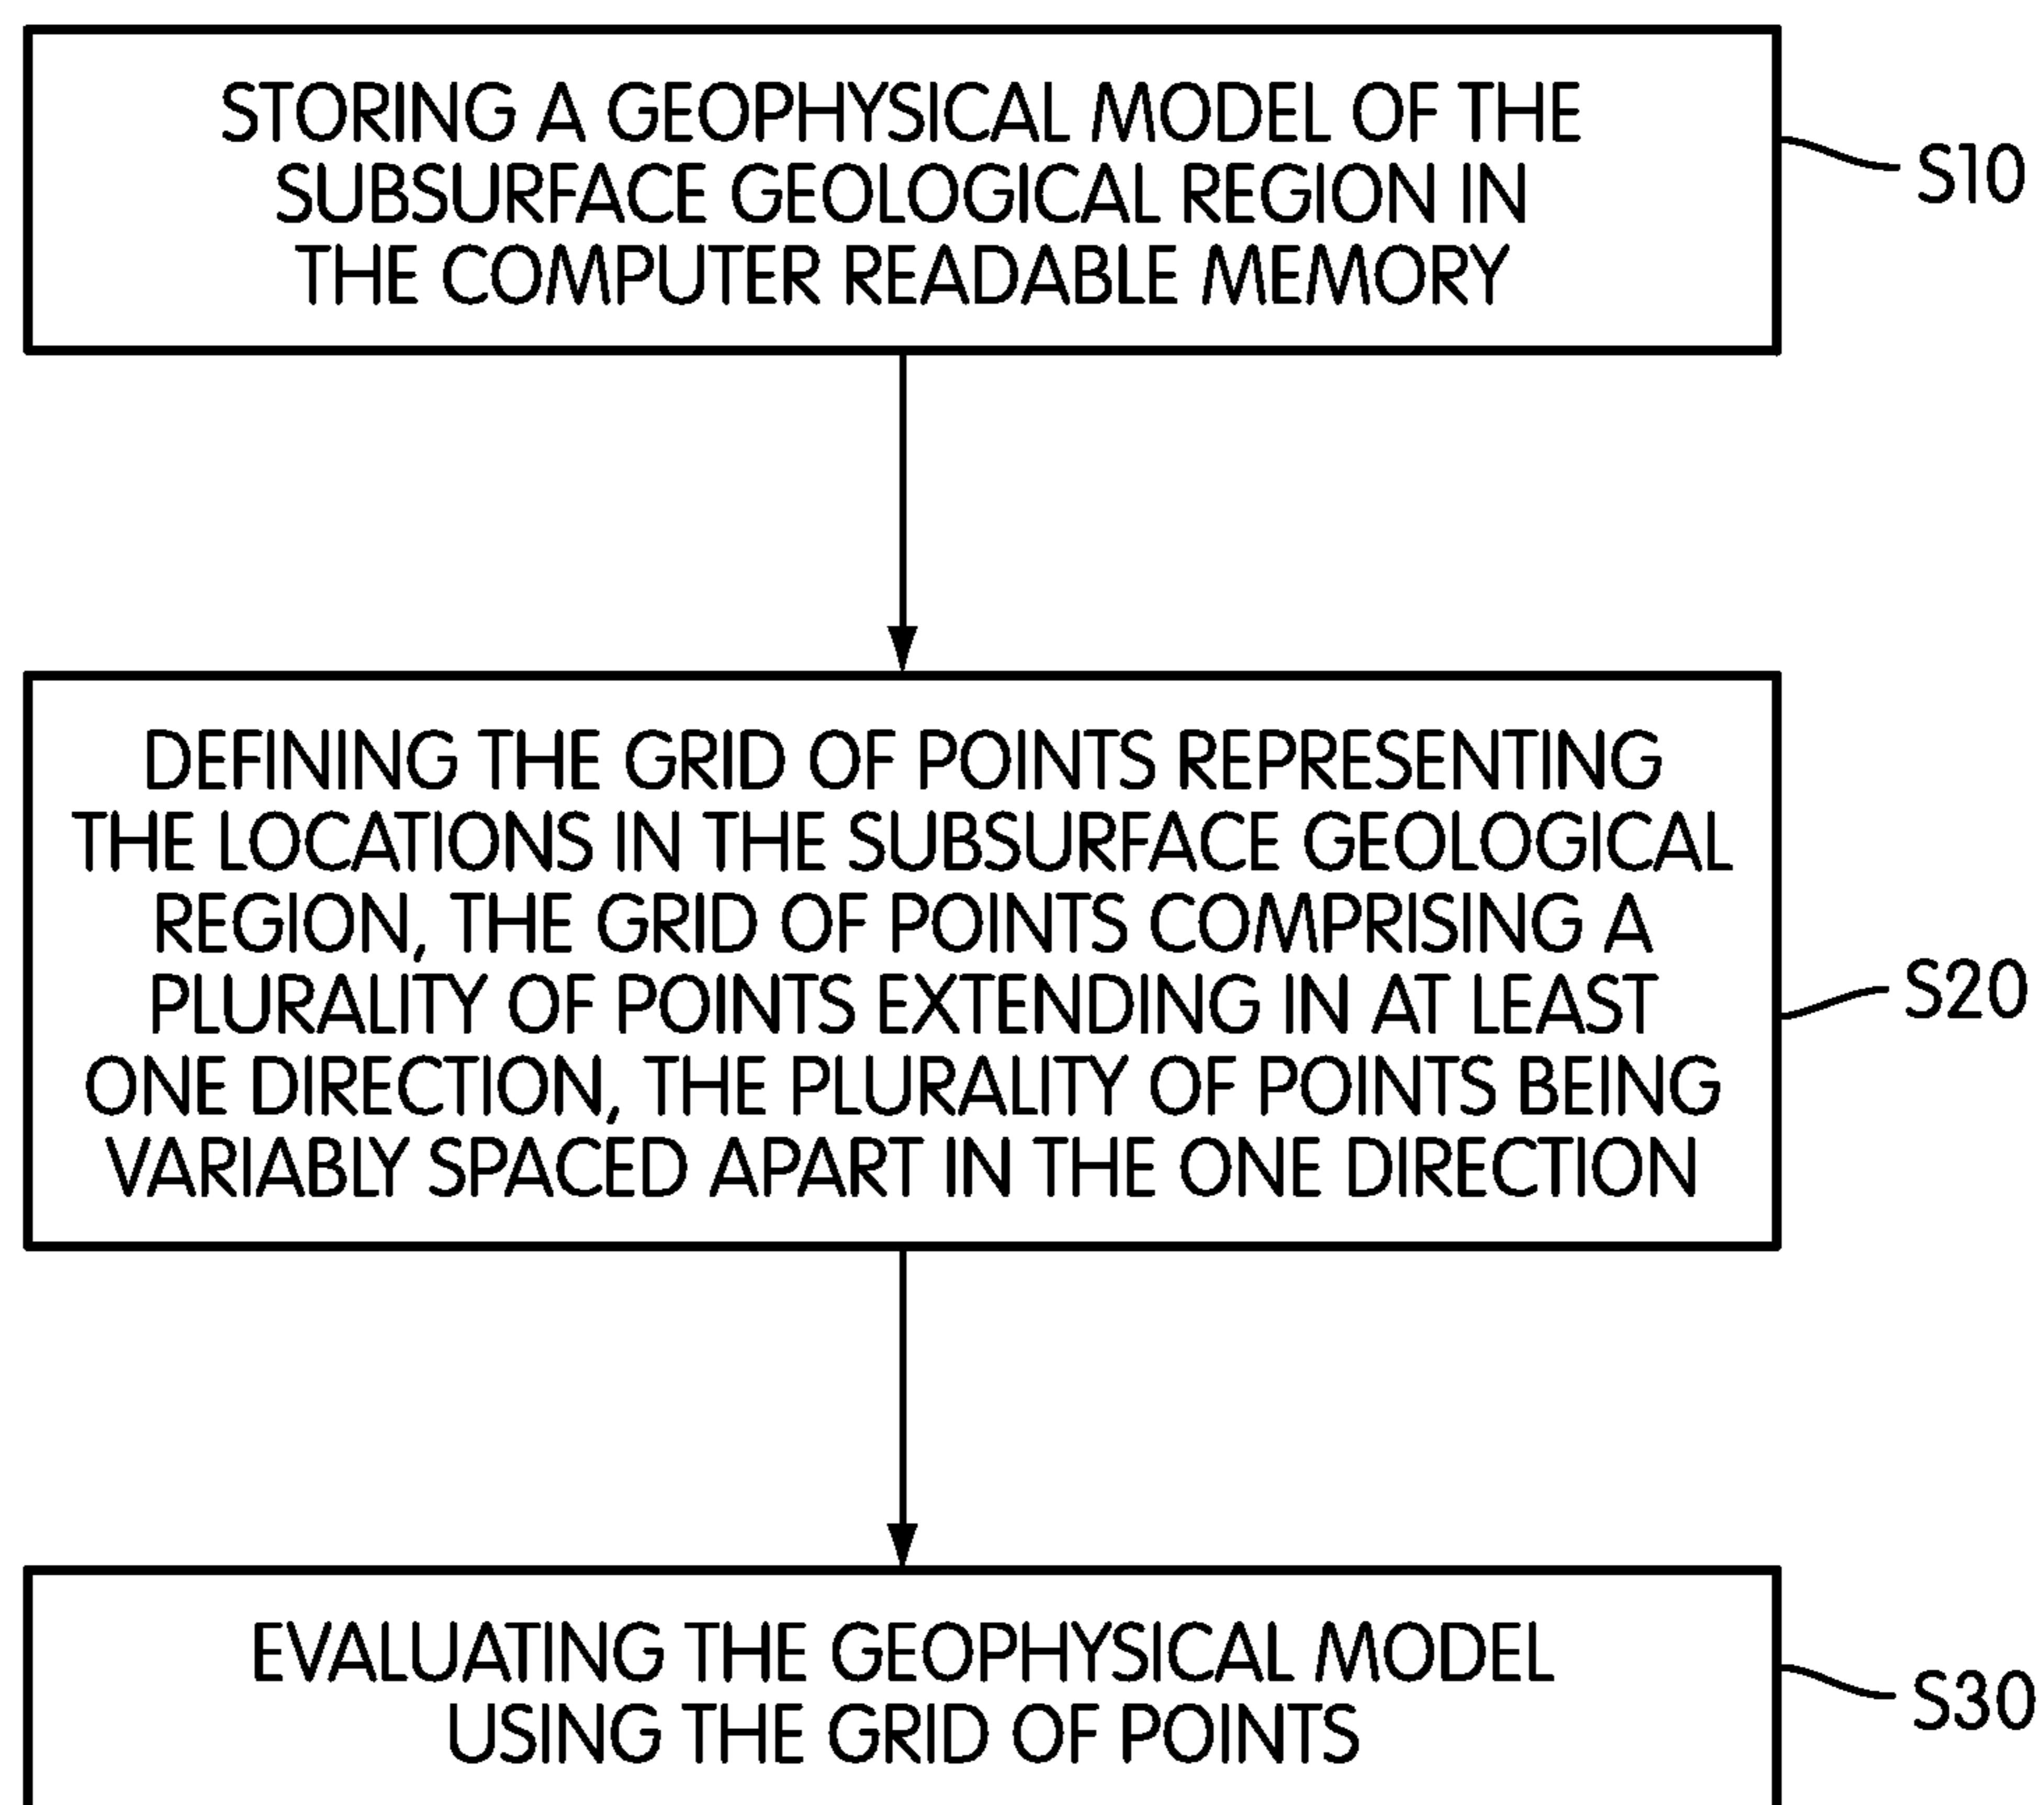 STORING A GEOPHYSICAL MODEL OF THE
SUBSURFACE GEOLOGICAL REGION IN
THE COMPUTER READABLE MEMORY
S10
DEFINING THE GRID OF POINTS REPRESENTING
THE LOCATIONS IN THE SUBSURFACE GEOLOGICAL
REGION, THE GRID OF POINTS COMPRISING A
PLURALITY OF POINTS EXTENDING IN AT LEAST
ONE DIRECTION, THE PLURALITY OF POINTS BEING
VARIABLY SPACED APART IN THE ONE DIRECTION
S20
EVALUATING THE GEOPHYSICAL MODEL
USING THE GRID OF POINTS
S30